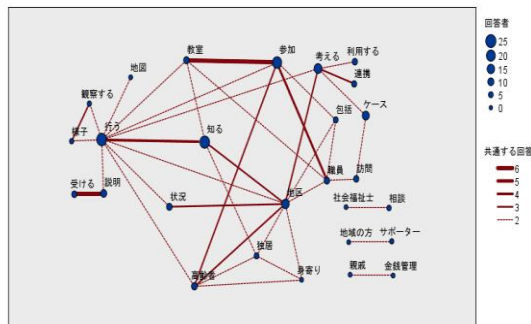 回答者
25
20
15
10
5
0
共通する回答
6
5
4
3
2
教室
参加
考える
利用する
連携
地図
観察する
包括
ケース
様子
行う
知る
職員
訪問
受ける
説明
状況
地区
社会福祉士
相談
地域の方
サポーター
独居
高齢者
身寄り
親戚
金銭管理